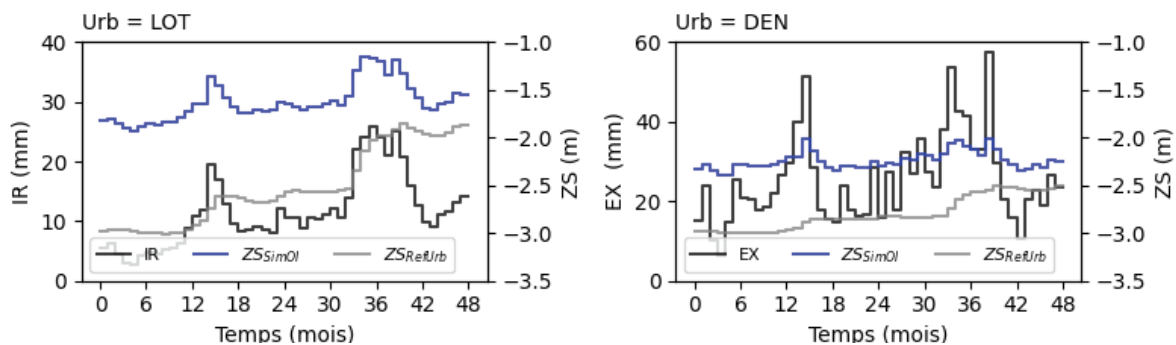 Urb = LOT
40
30
20
10
0
IR (mm)
−1.0
−1.5
−2.0
−2.5
−3.0
−3.5
ZS (m)
IR ZS_SimOI ZS_RefUrb
0 6 12 18 24 30 36 42 48
Temps (mois)
Urb = DEN
60
40
20
0
EX (mm)
−1.0
−1.5
−2.0
−2.5
−3.0
−3.5
ZS (m)
EX ZS_SimOI ZS_RefUrb
0 6 12 18 24 30 36 42 48
Temps (mois)